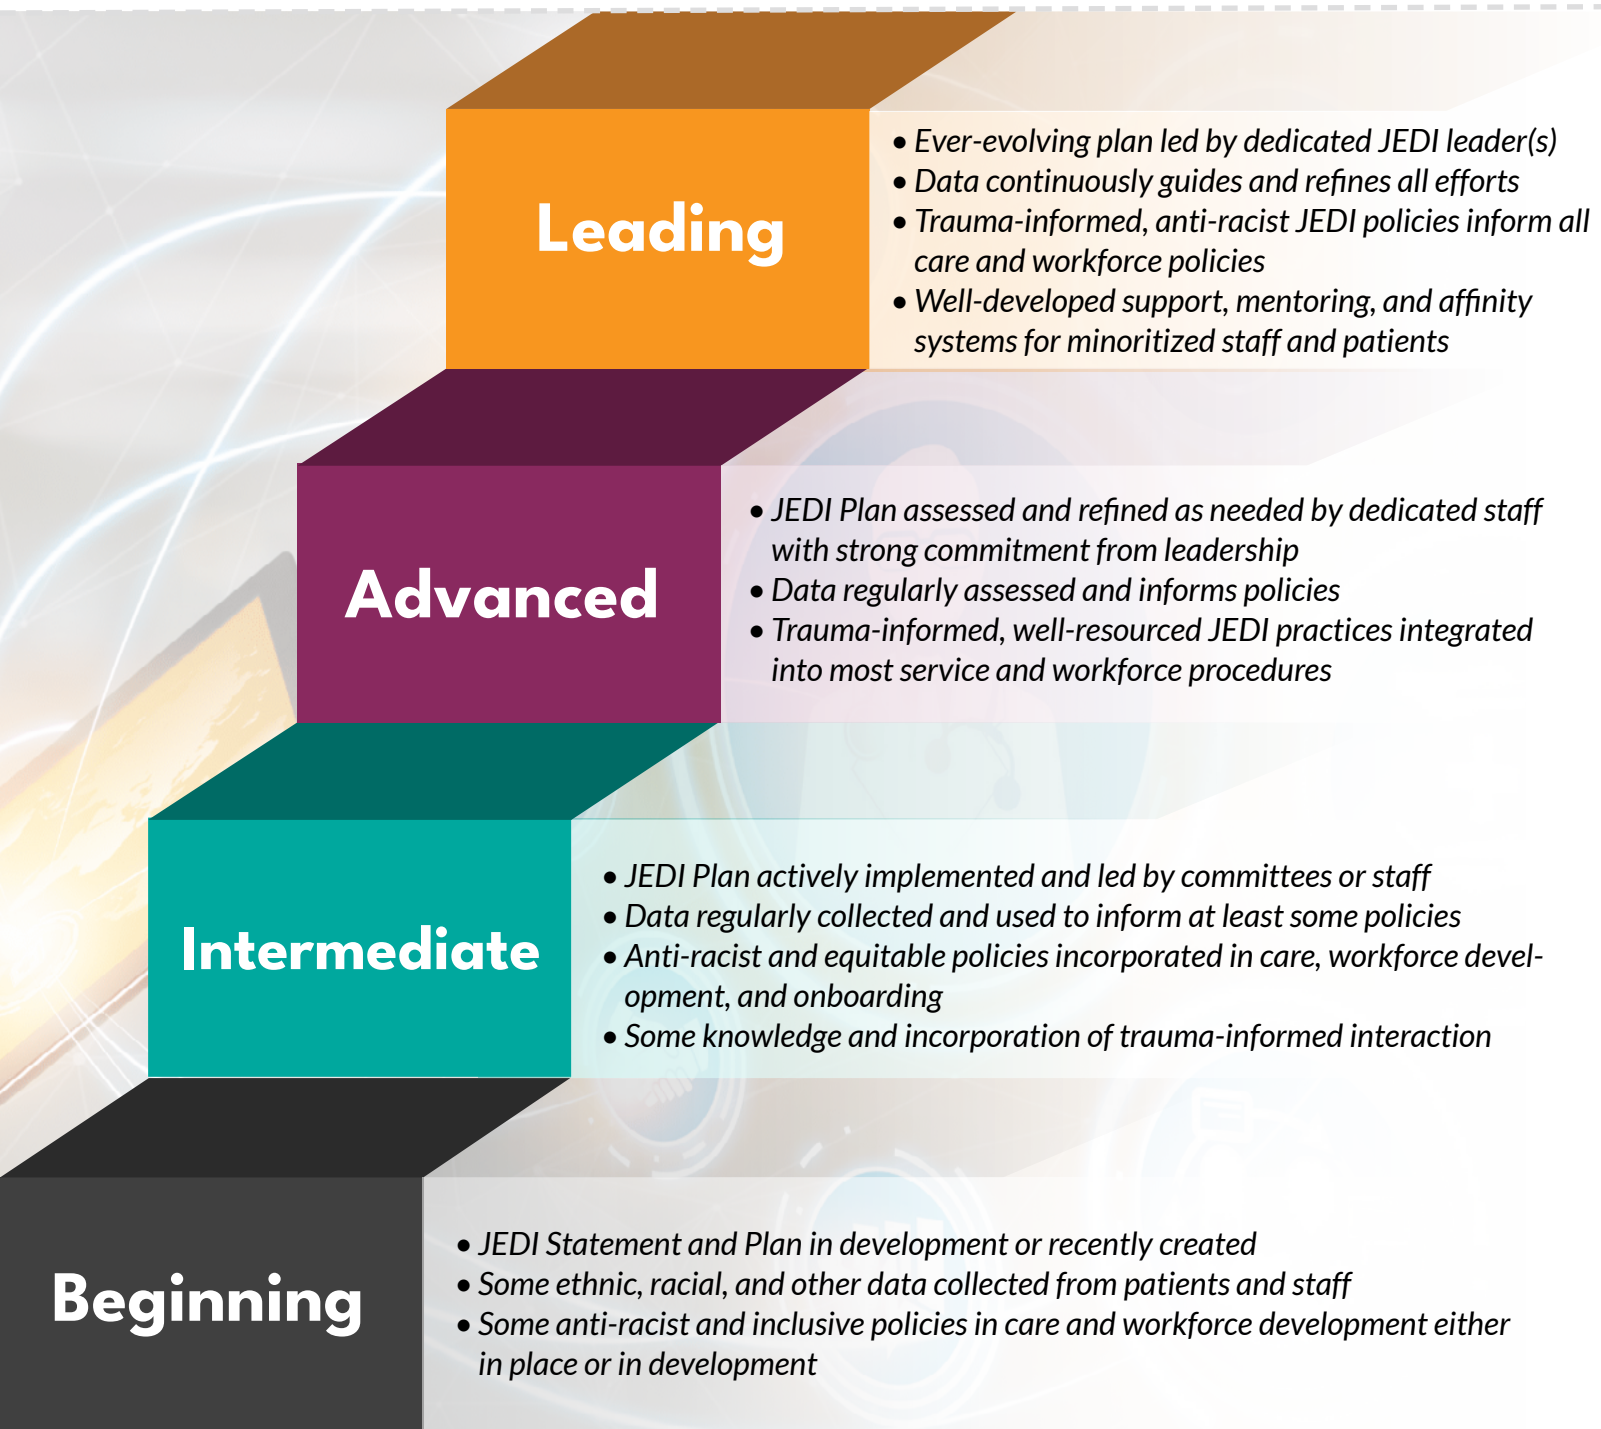 Leading
• Ever-evolving plan led by dedicated JEDI leader(s)
• Data continuously guides and refines all efforts
• Trauma-informed, anti-racist JEDI policies inform all
care and workforce policies
• Well-developed support, mentoring, and affinity
systems for minoritized staff and patients
Advanced
• JEDI Plan assessed and refined as needed by dedicated staff
with strong commitment from leadership
• Data regularly assessed and informs policies
• Trauma-informed, well-resourced JEDI practices integrated
into most service and workforce procedures
Intermediate
• JEDI Plan actively implemented and led by committees or staff
• Data regularly collected and used to inform at least some policies
• Anti-racist and equitable policies incorporated in care, workforce devel-
opment, and onboarding
• Some knowledge and incorporation of trauma-informed interaction
Beginning
• JEDI Statement and Plan in development or recently created
• Some ethnic, racial, and other data collected from patients and staff
• Some anti-racist and inclusive policies in care and workforce development either
in place or in development